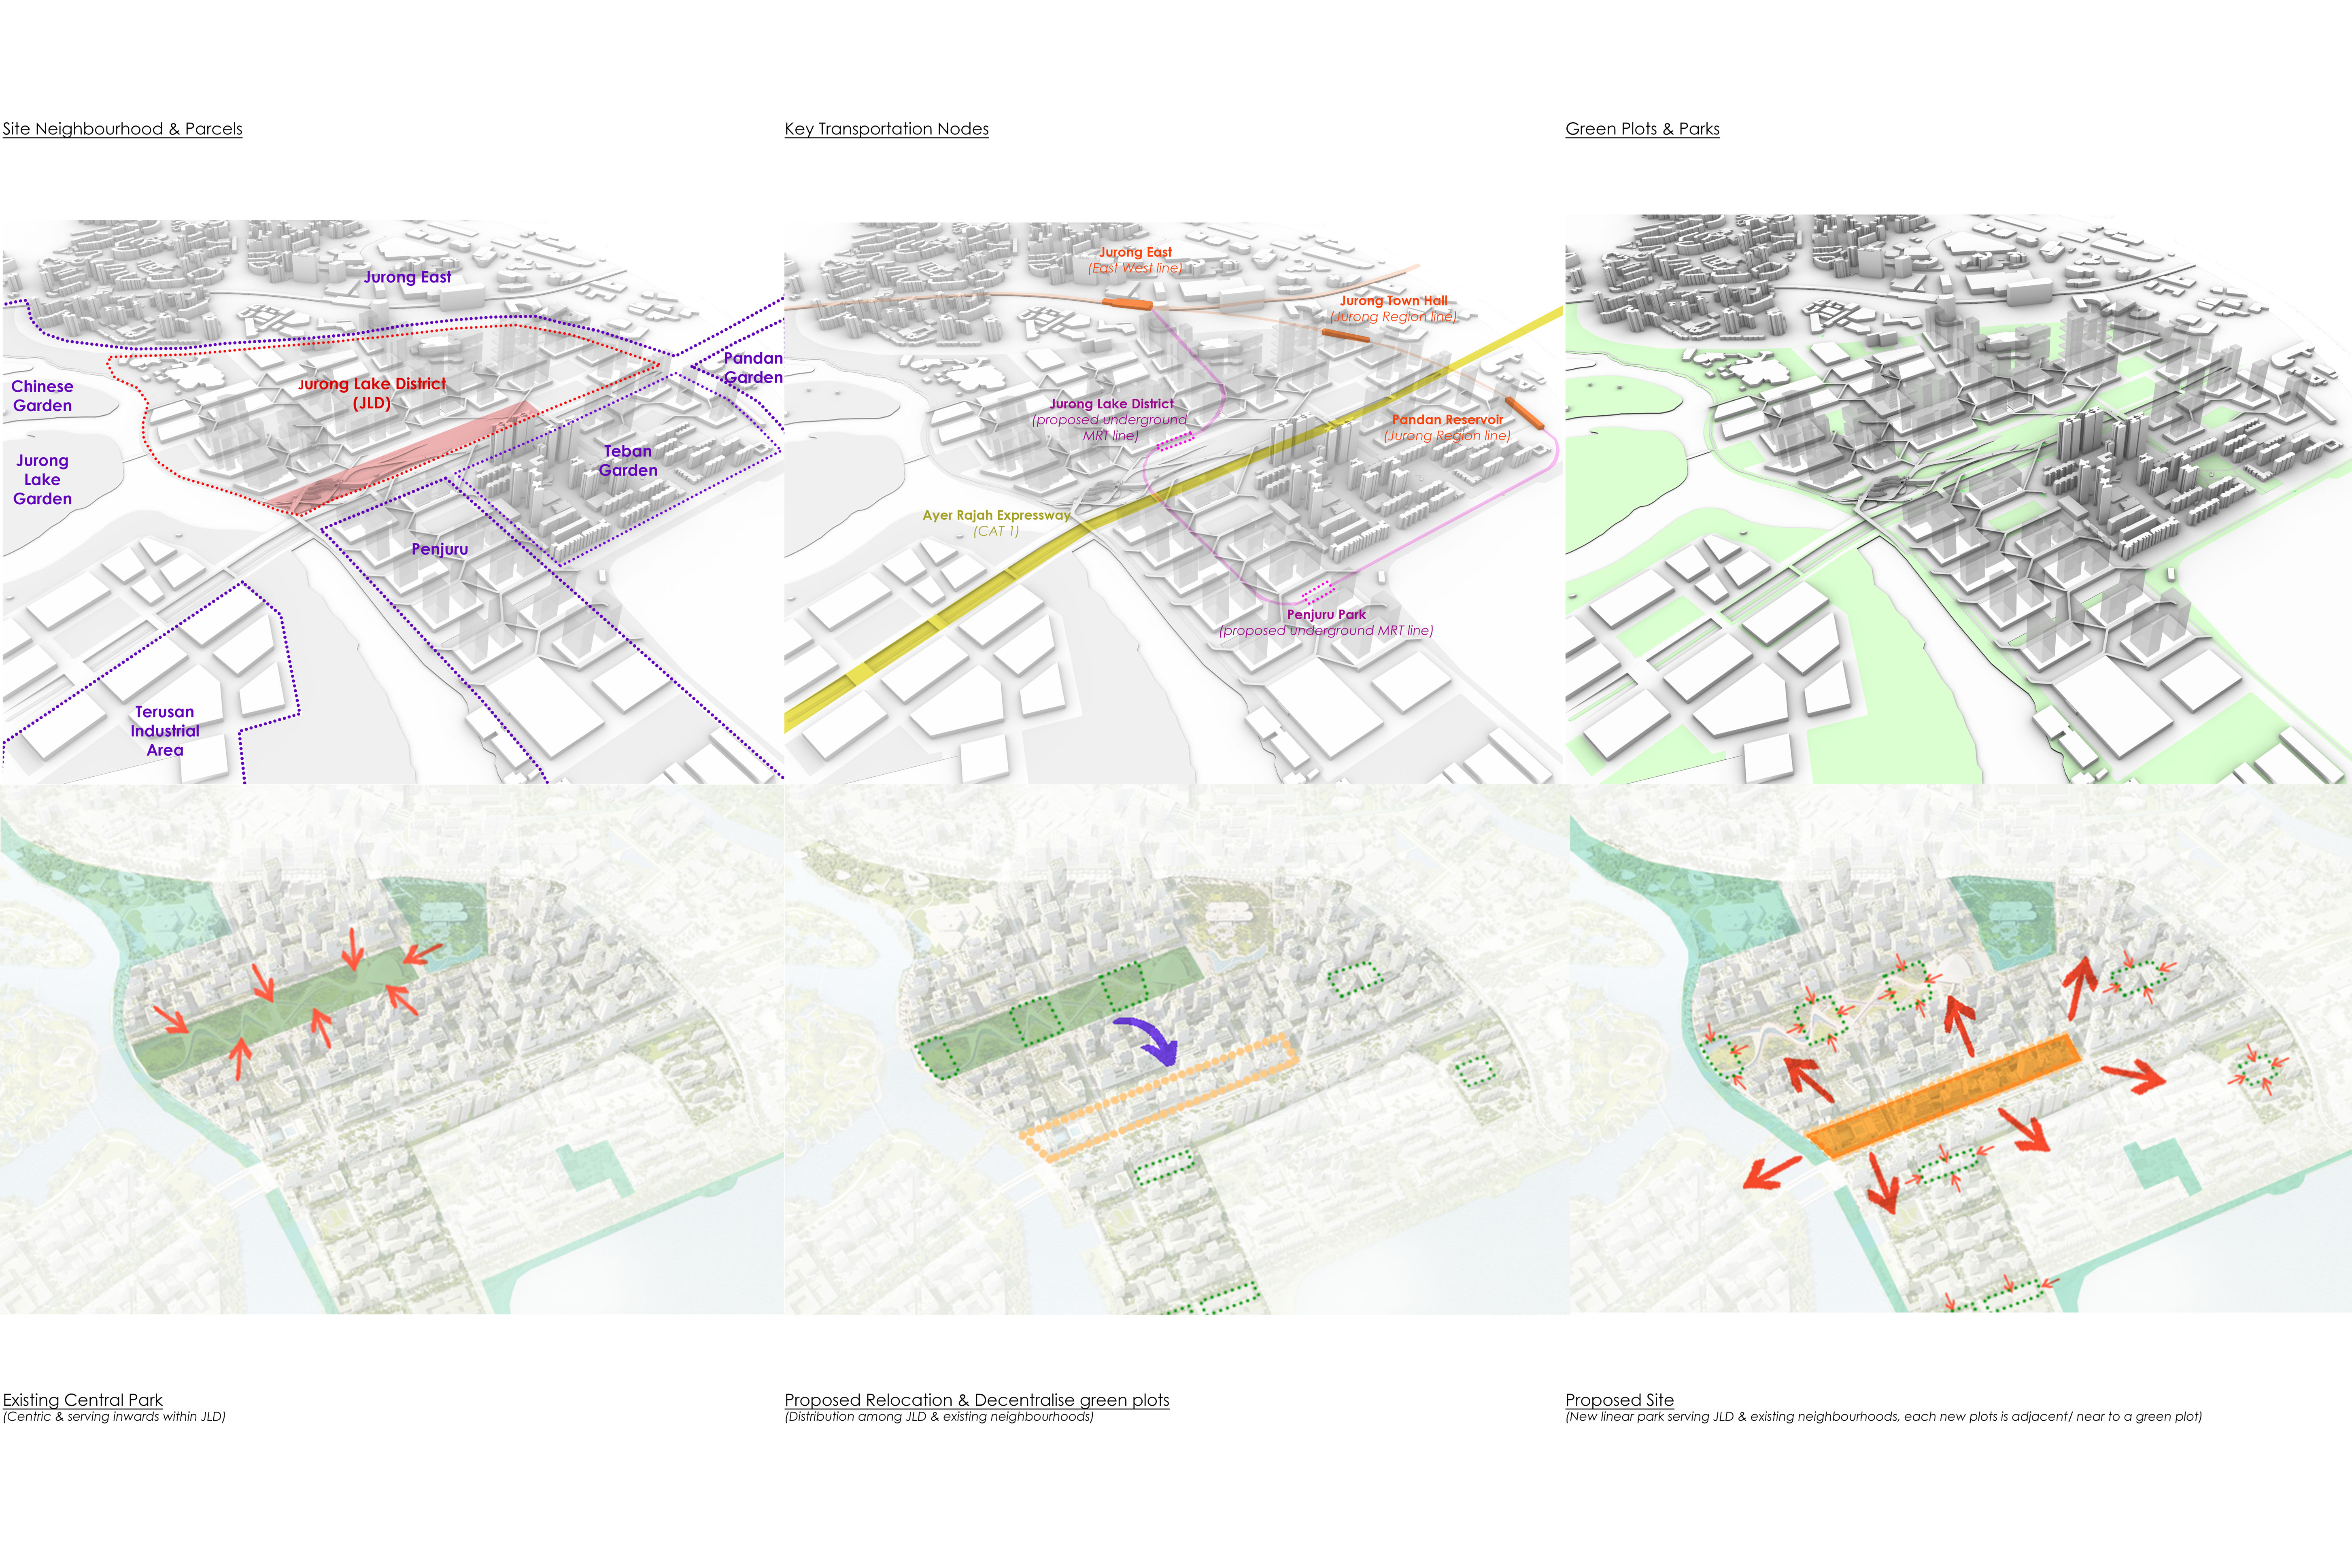 Site Neighbourhood & Parcels
Key Transportation Nodes
Green Plots & Parks
Jurong East
Pandan
Garden
Chinese
Garden
Jurong Lake District
(JLD)
Jurong
Lake
Garden
Teban
Garden
Penjuru
Terusan
Industrial
Area
Jurong East
(East West line)
Jurong Town Hall
(Jurong Region line)
Jurong Lake District
(proposed underground
MRT line)
Pandan Reservoir
(Jurong Region line)
Ayer Rajah Expressway
(CAT 1)
Penjuru Park
(proposed underground MRT line)
Existing Central Park
(Centric & serving inwards within JLD)
Proposed Relocation & Decentralise green plots
(Distribution among JLD & existing neighbourhoods)
Proposed Site
(New linear park serving JLD & existing neighbourhoods, each new plots is adjacent/ near to a green plot)